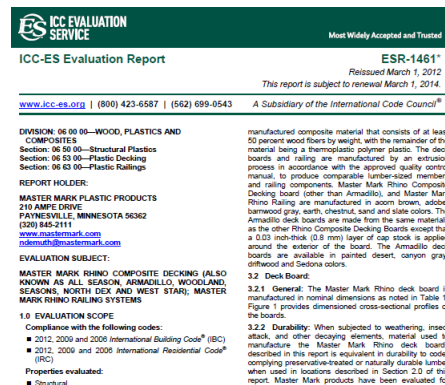 ICC EVALUATION
SERVICE
Most Widely Accepted and Trusted
ICC-ES Evaluation Report
ESR-1461*
Reissued March 1, 2012
This report is subject to renewal March 1, 2014.
www.icc-es.org | (800) 423-6587 | (562) 699-0543
A Subsidiary of the International Code Council®
DIVISION: 06 00 00—WOOD, PLASTICS AND
COMPOSITES
Section: 06 50 00—Structural Plastics
Section: 06 53 00—Plastic Decking
Section: 06 63 00—Plastic Railings
REPORT HOLDER:
MASTER MARK PLASTIC PRODUCTS
210 AMPE DRIVE
PAYNESVILLE, MINNESOTA 56362
(320) 845-2111
www.mastermark.com
ndemuth@mastermark.com
EVALUATION SUBJECT:
MASTER MARK RHINO COMPOSITE DECKING (ALSO
KNOWN AS ALL SEASON, ARMADILLO, WOODLAND,
SEASONS, NORTH DEX AND WEST STAR); MASTER
MARK RHINO RAILING SYSTEMS
1.0 EVALUATION SCOPE
Compliance with the following codes:
■ 2012, 2009 and 2006 International Building Code® (IBC)
■ 2012, 2009 and 2006 International Residential Code®
(IRC)
Properties evaluated:
■ Structural
manufactured composite material that consists of at leas
50 percent wood fibers by weight, with the remainder of the
material being a thermoplastic polymer plastic. The deck
boards and railing are manufactured by an extrusion
process in accordance with the approved quality control
manual, to produce comparable lumber-sized members
and railing components. Master Mark Rhino Composite
Decking board (other than Armadillo), and Master Mark
Rhino Railing are manufactured in acorn brown, adobe,
barnwood gray, earth, chestnut, sand and slate colors. The
Armadillo deck boards are made from the same material
as the other Rhino Composite Decking Boards except tha
a 0.03 inch-thick (0.8 mm) layer of cap stock is applied
around the exterior of the board. The Armadillo deck
boards are available in painted desert, canyon gray,
driftwood and Sedona colors.
3.2 Deck Board:
3.2.1 General: The Master Mark Rhino deck board is
manufactured in nominal dimensions as noted in Table 1.
Figure 1 provides dimensioned cross-sectional profiles of
the boards.
3.2.2 Durability: When subjected to weathering, insect
attack, and other decaying elements, material used to
manufacture the Master Mark Rhino deck boards
described in this report is equivalent in durability to code-
complying preservative-treated or naturally durable lumber
when used in locations described in Section 2.0 of this
report. Master Mark products have been evaluated for